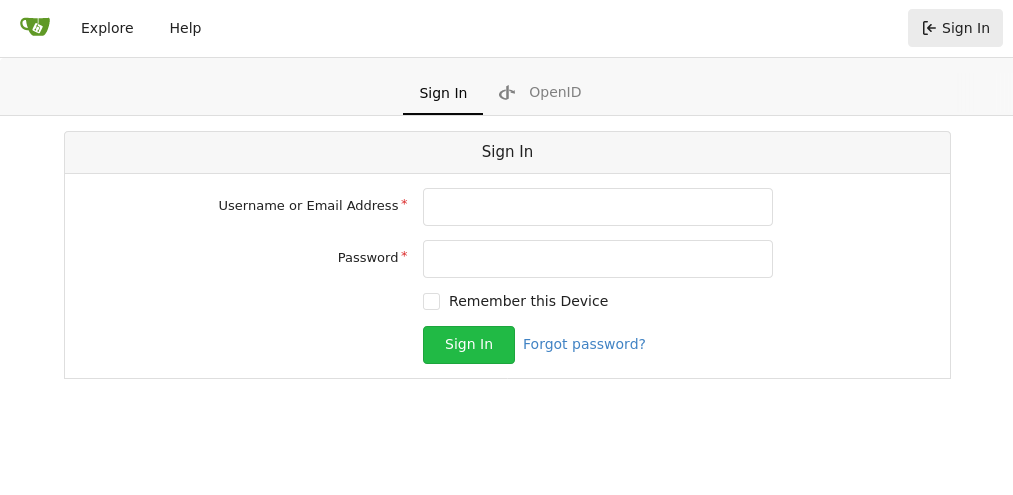 Explore Help Sign In
Sign In OpenID
Sign In
Username or Email Address*
Password*
Remember this Device
Sign In Forgot password?